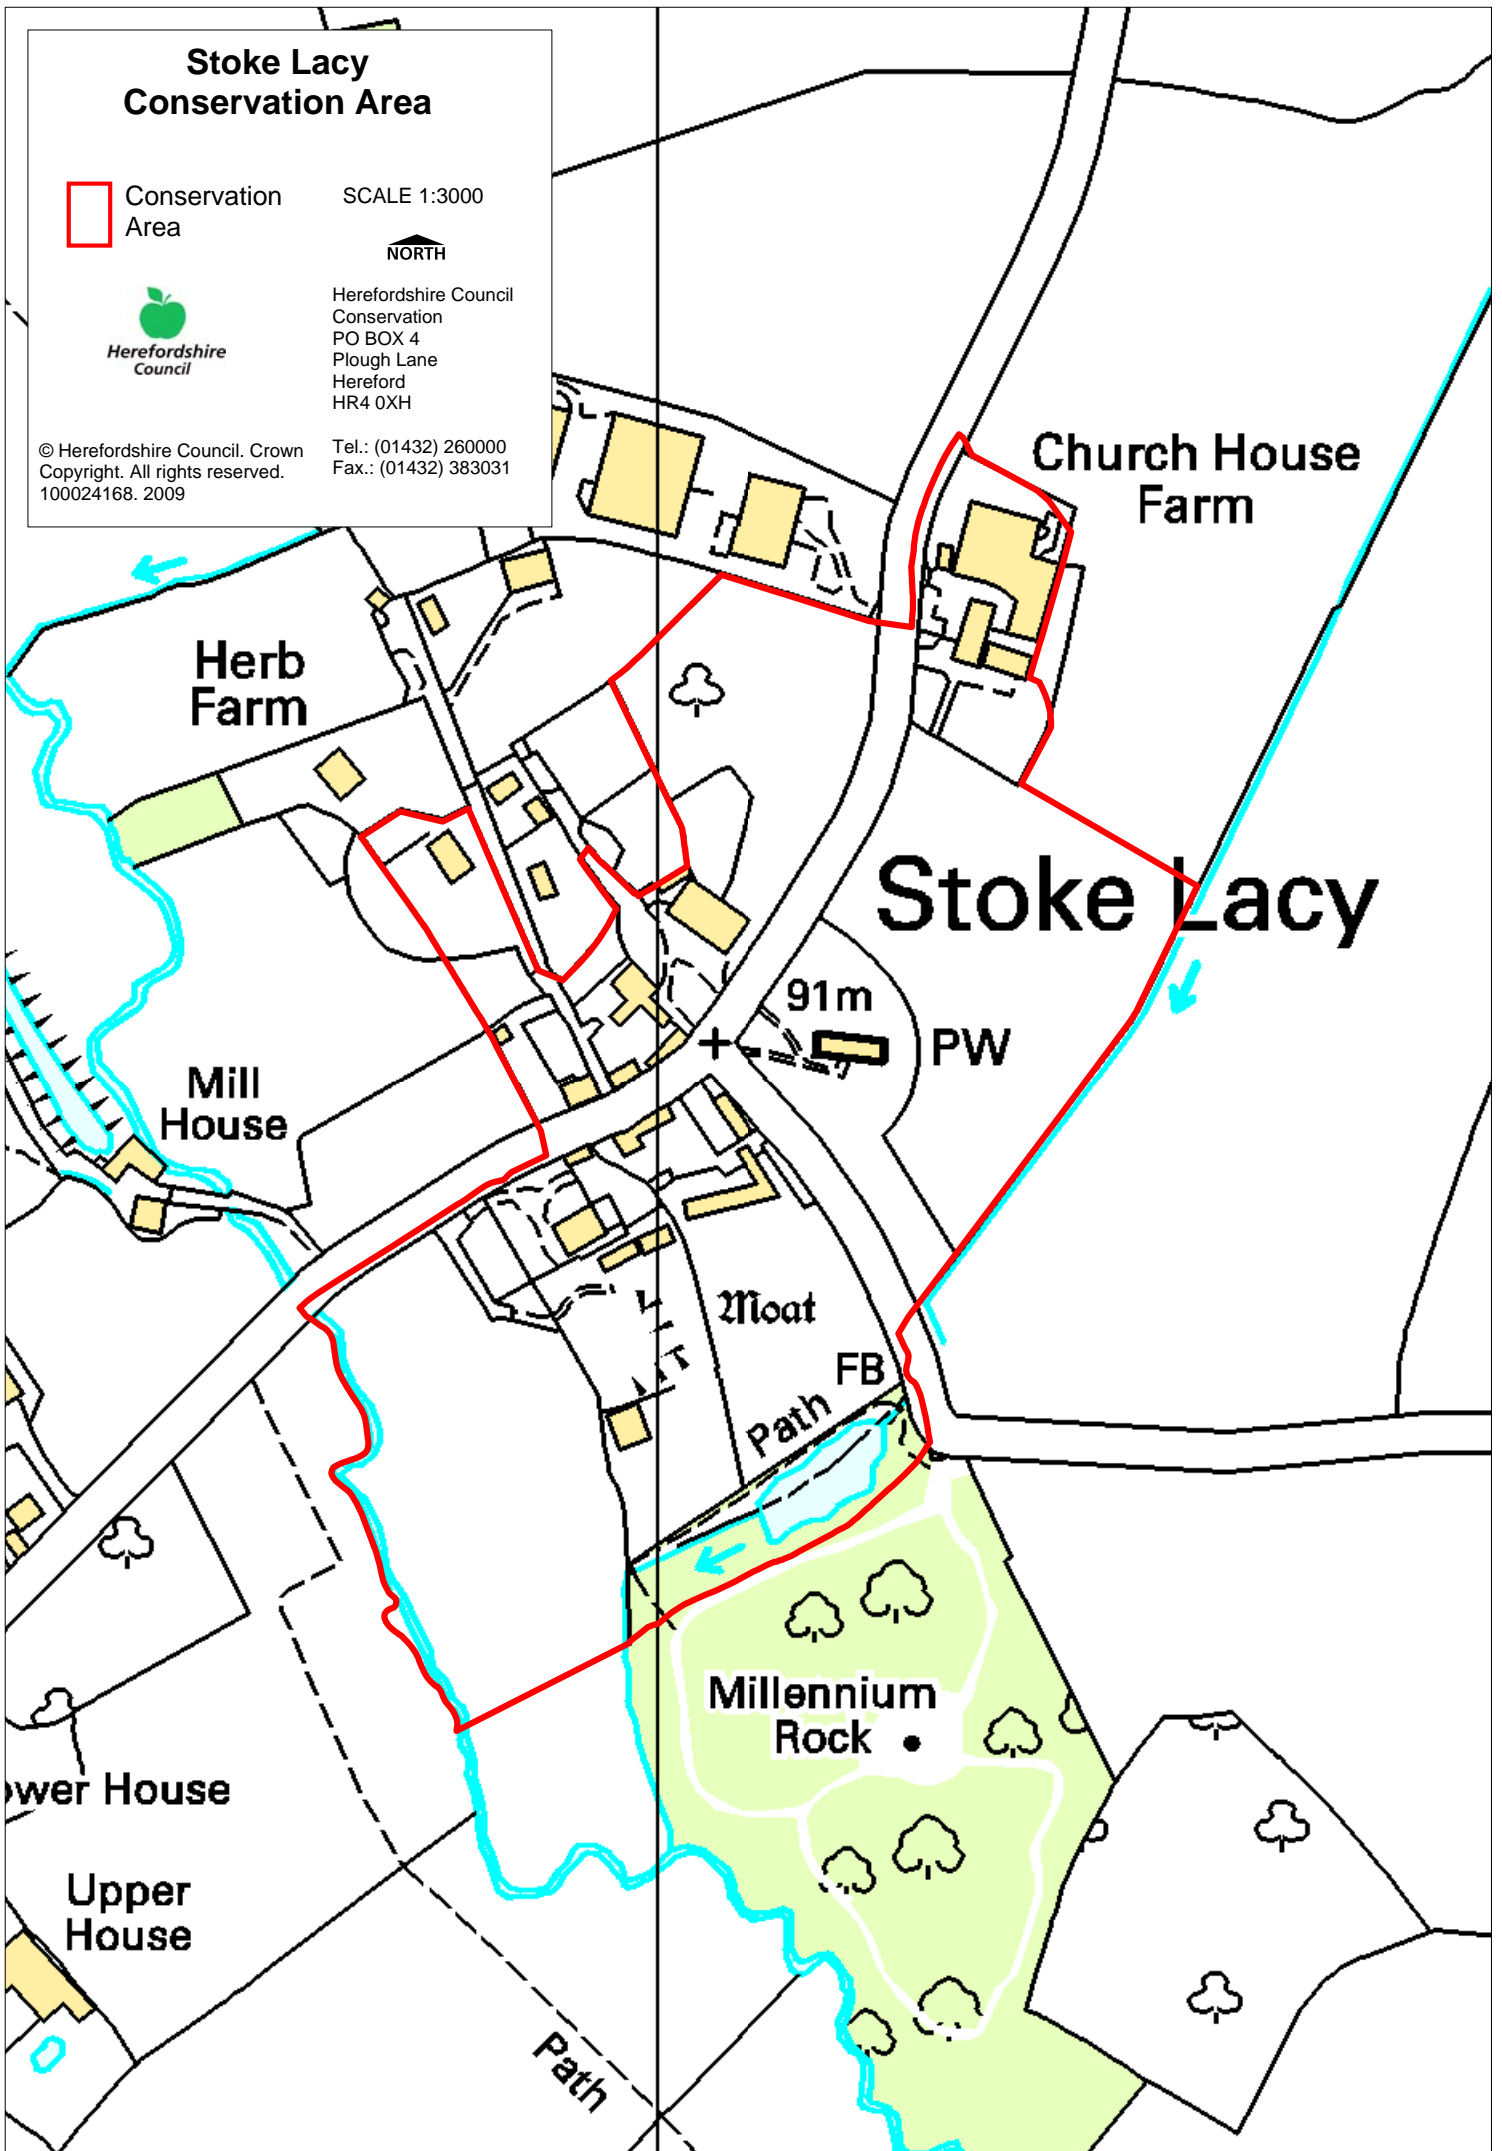 Stoke Lacy
Conservation Area
Conservation
Area
SCALE 1:3000
NORTH
Herefordshire
Council
Herefordshire Council
Conservation
PO BOX 4
Plough Lane
Hereford
HR4 0XH
Tel.: (01432) 260000
Fax.: (01432) 383031
© Herefordshire Council. Crown
Copyright. All rights reserved.
100024168. 2009
Church House
Farm
Herb
Farm
Stoke Lacy
91m
PW
Mill
House
Moat
FB
Path
Millennium
Rock
ower House
Upper
House
Path